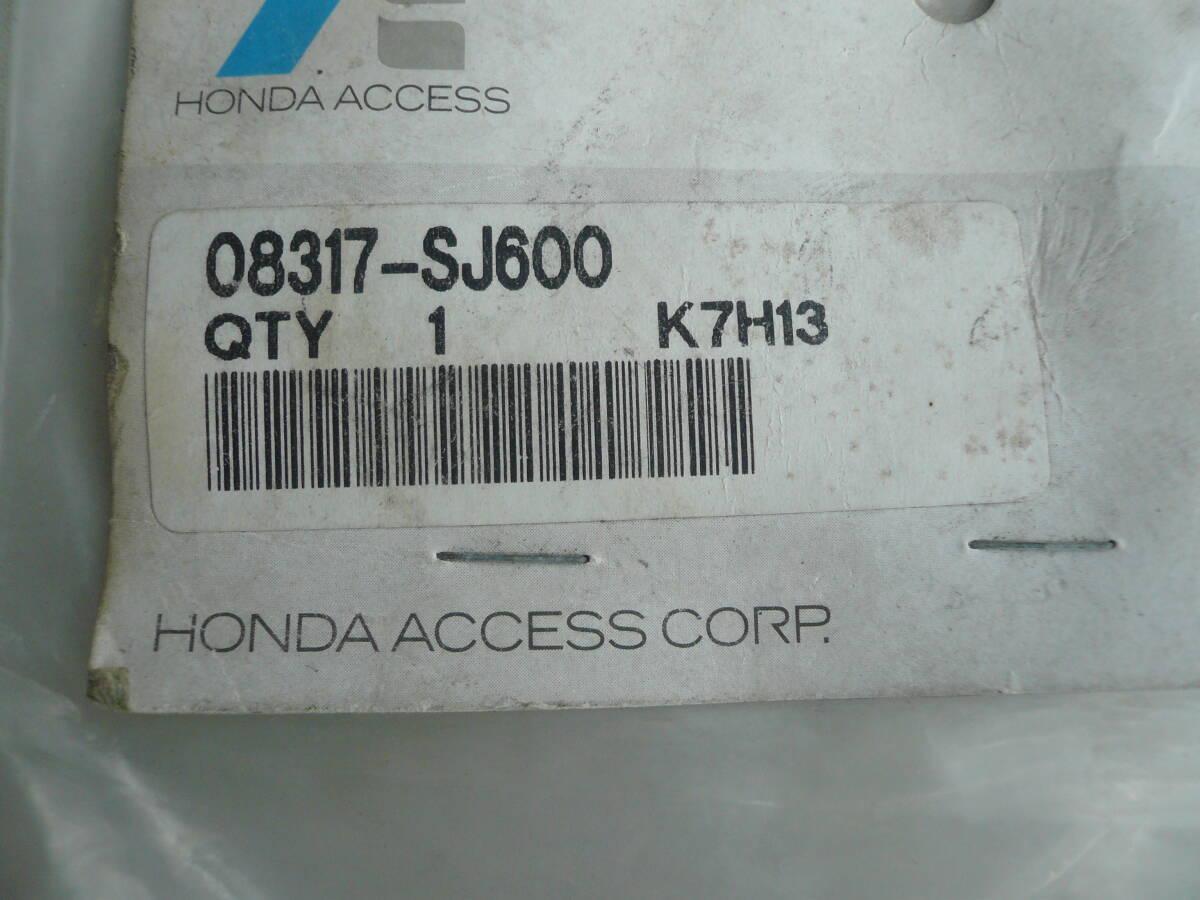 HONDA ACCESS
08317-SJ600
QTY 1 K7H13
HONDA ACCESS CORP.